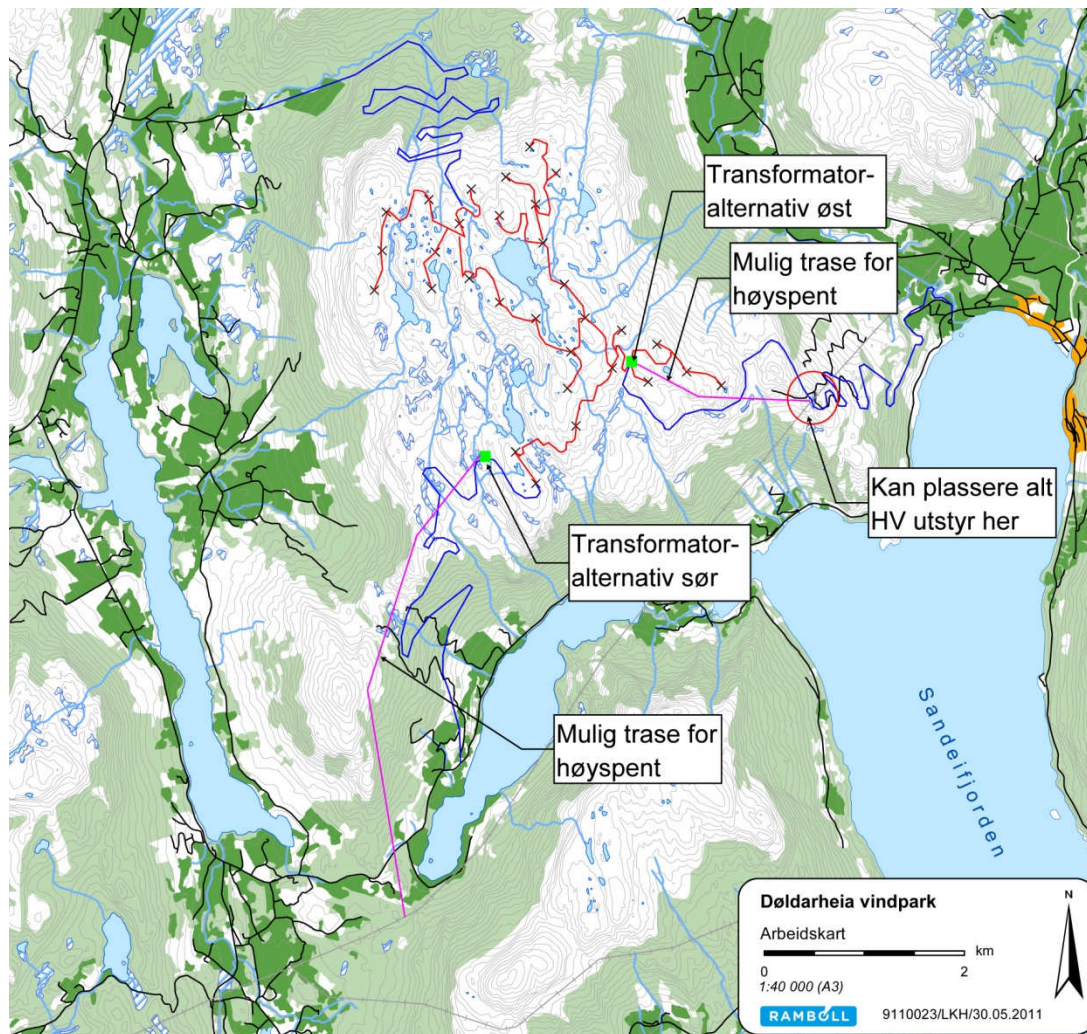 Transformator-
alternativ øst
Mulig trase for
høyspent
Kan plassere alt
HV utstyr her
Transformator-
alternativ sør
Mulig trase for
høyspent
Sandeifjorden
Døldarheia vindpark
Arbeidskart
N
km
0
2
1:40 000 (A3)
RAMBØLL
9110023/LKH/30.05.2011